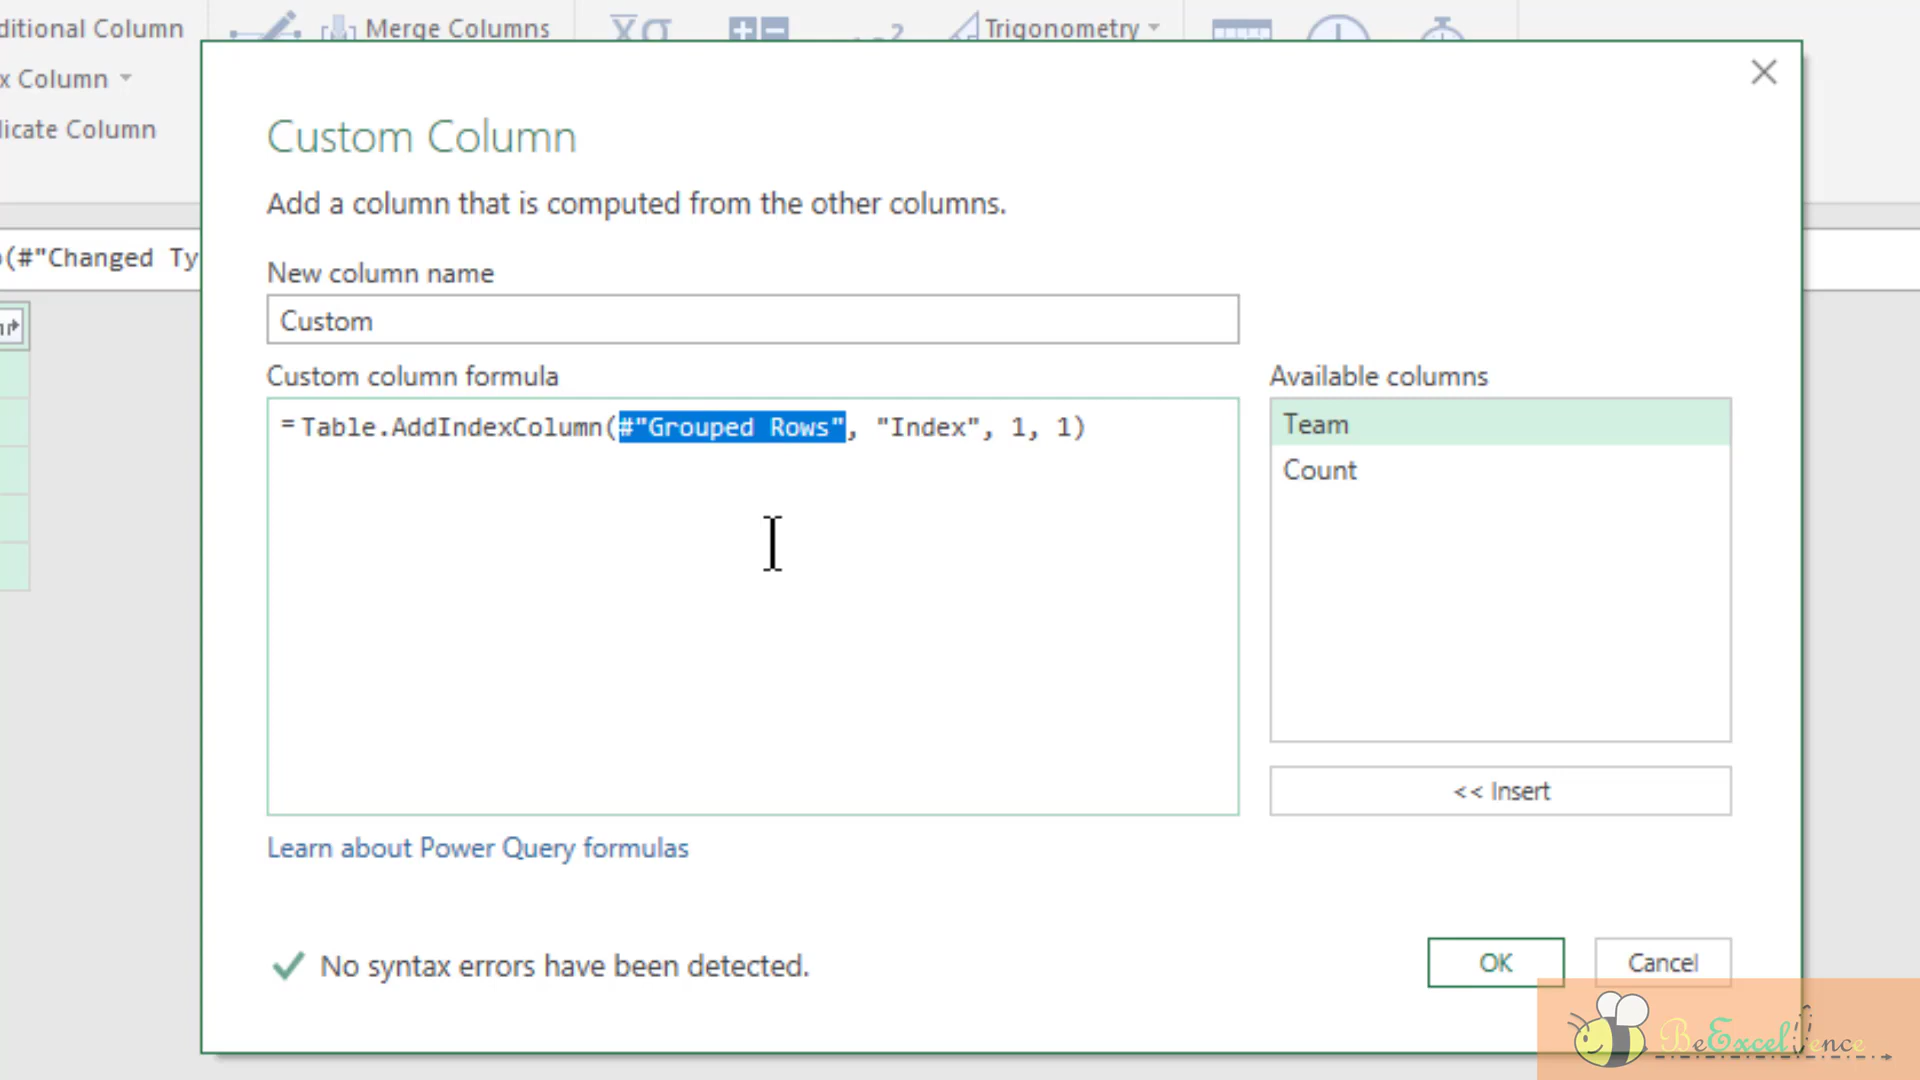 ditional Column
Merge Columns
Trigonometry
x Column
licate Column
Custom Column
Add a column that is computed from the other columns.
New column name
(#"Changed Ty
Custom
Custom column formula
Available columns
= Table.AddIndexColumn(#"Grouped Rows", "Index", 1, 1)
Team
Count
<< Insert
Learn about Power Query formulas
No syntax errors have been detected.
OK
Cancel
BeExcellence